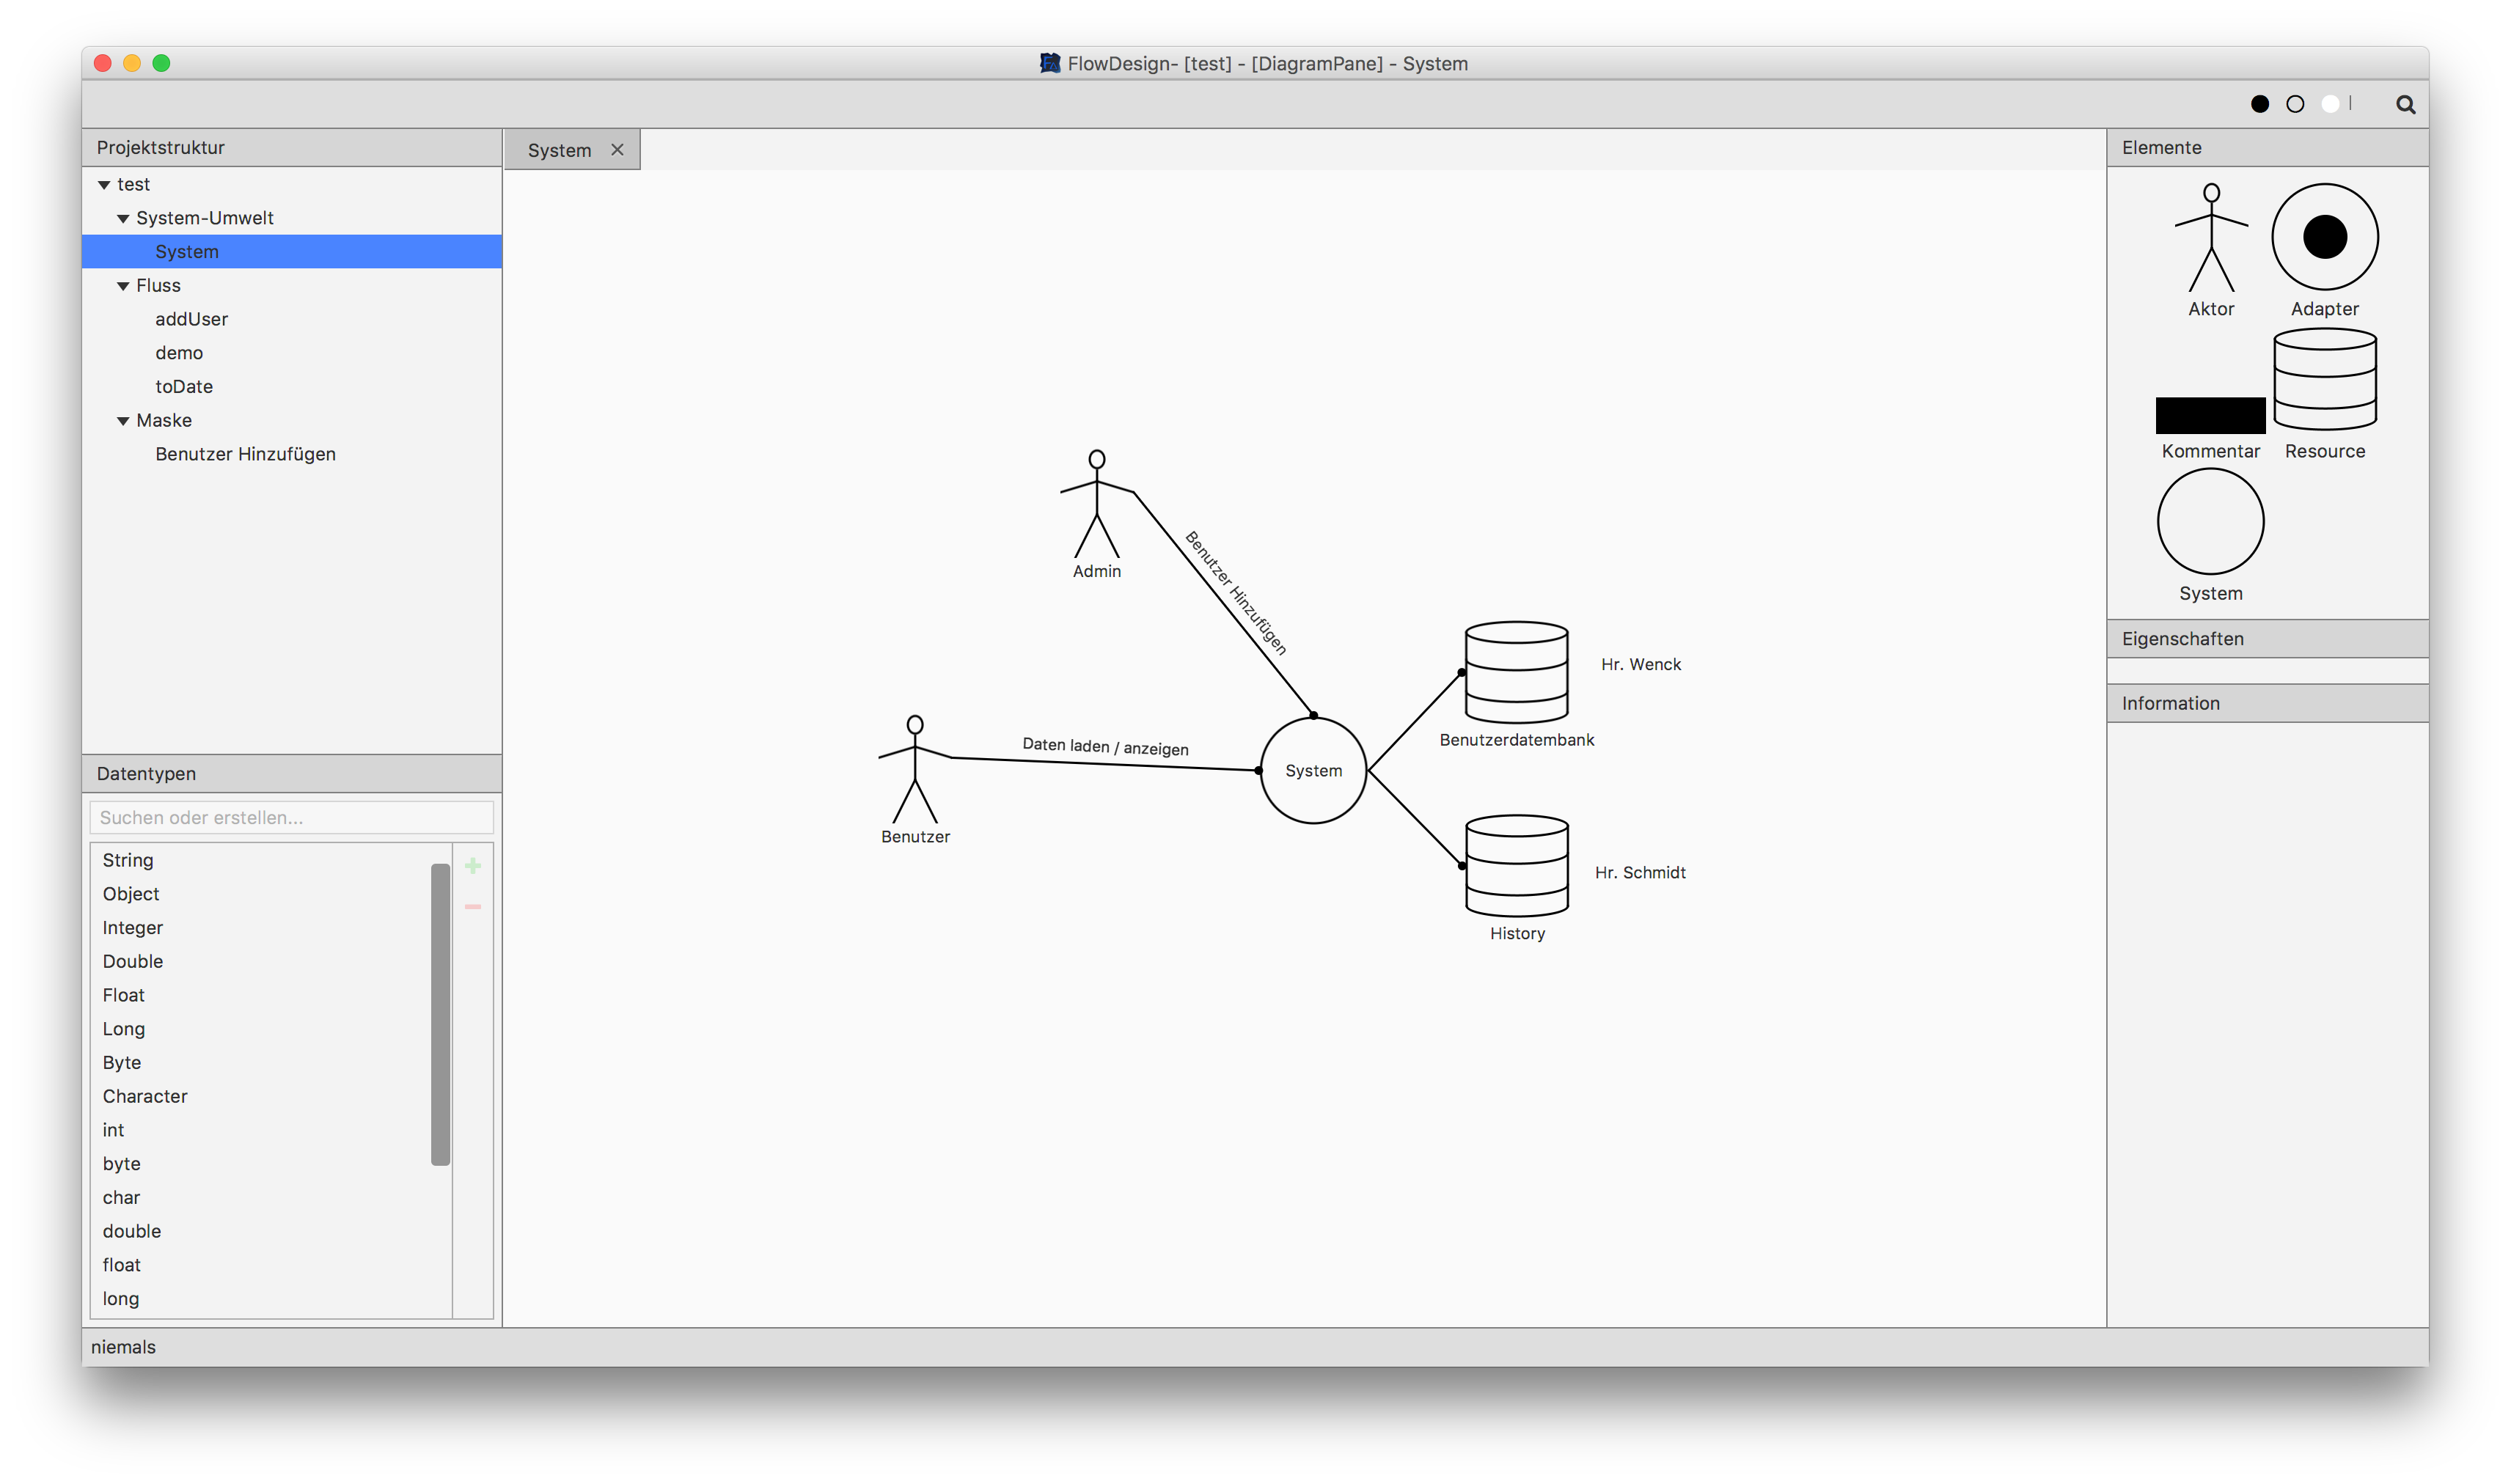 FlowDesign- [test] - [DiagramPane] - System
Projektstruktur
test
System-Umwelt
System
Fluss
addUser
demo
toDate
Maske
Benutzer Hinzufügen
Datentypen
Suchen oder erstellen...
String
Object
Integer
Double
Float
Long
Byte
Character
int
byte
char
double
float
long
System
Admin
Benutzer Hinzufügen
Benutzer
Daten laden / anzeigen
System
Benutzerdatembank
Hr. Wenck
History
Hr. Schmidt
Elemente
Aktor
Adapter
Kommentar
Resource
System
Eigenschaften
Information
niemals